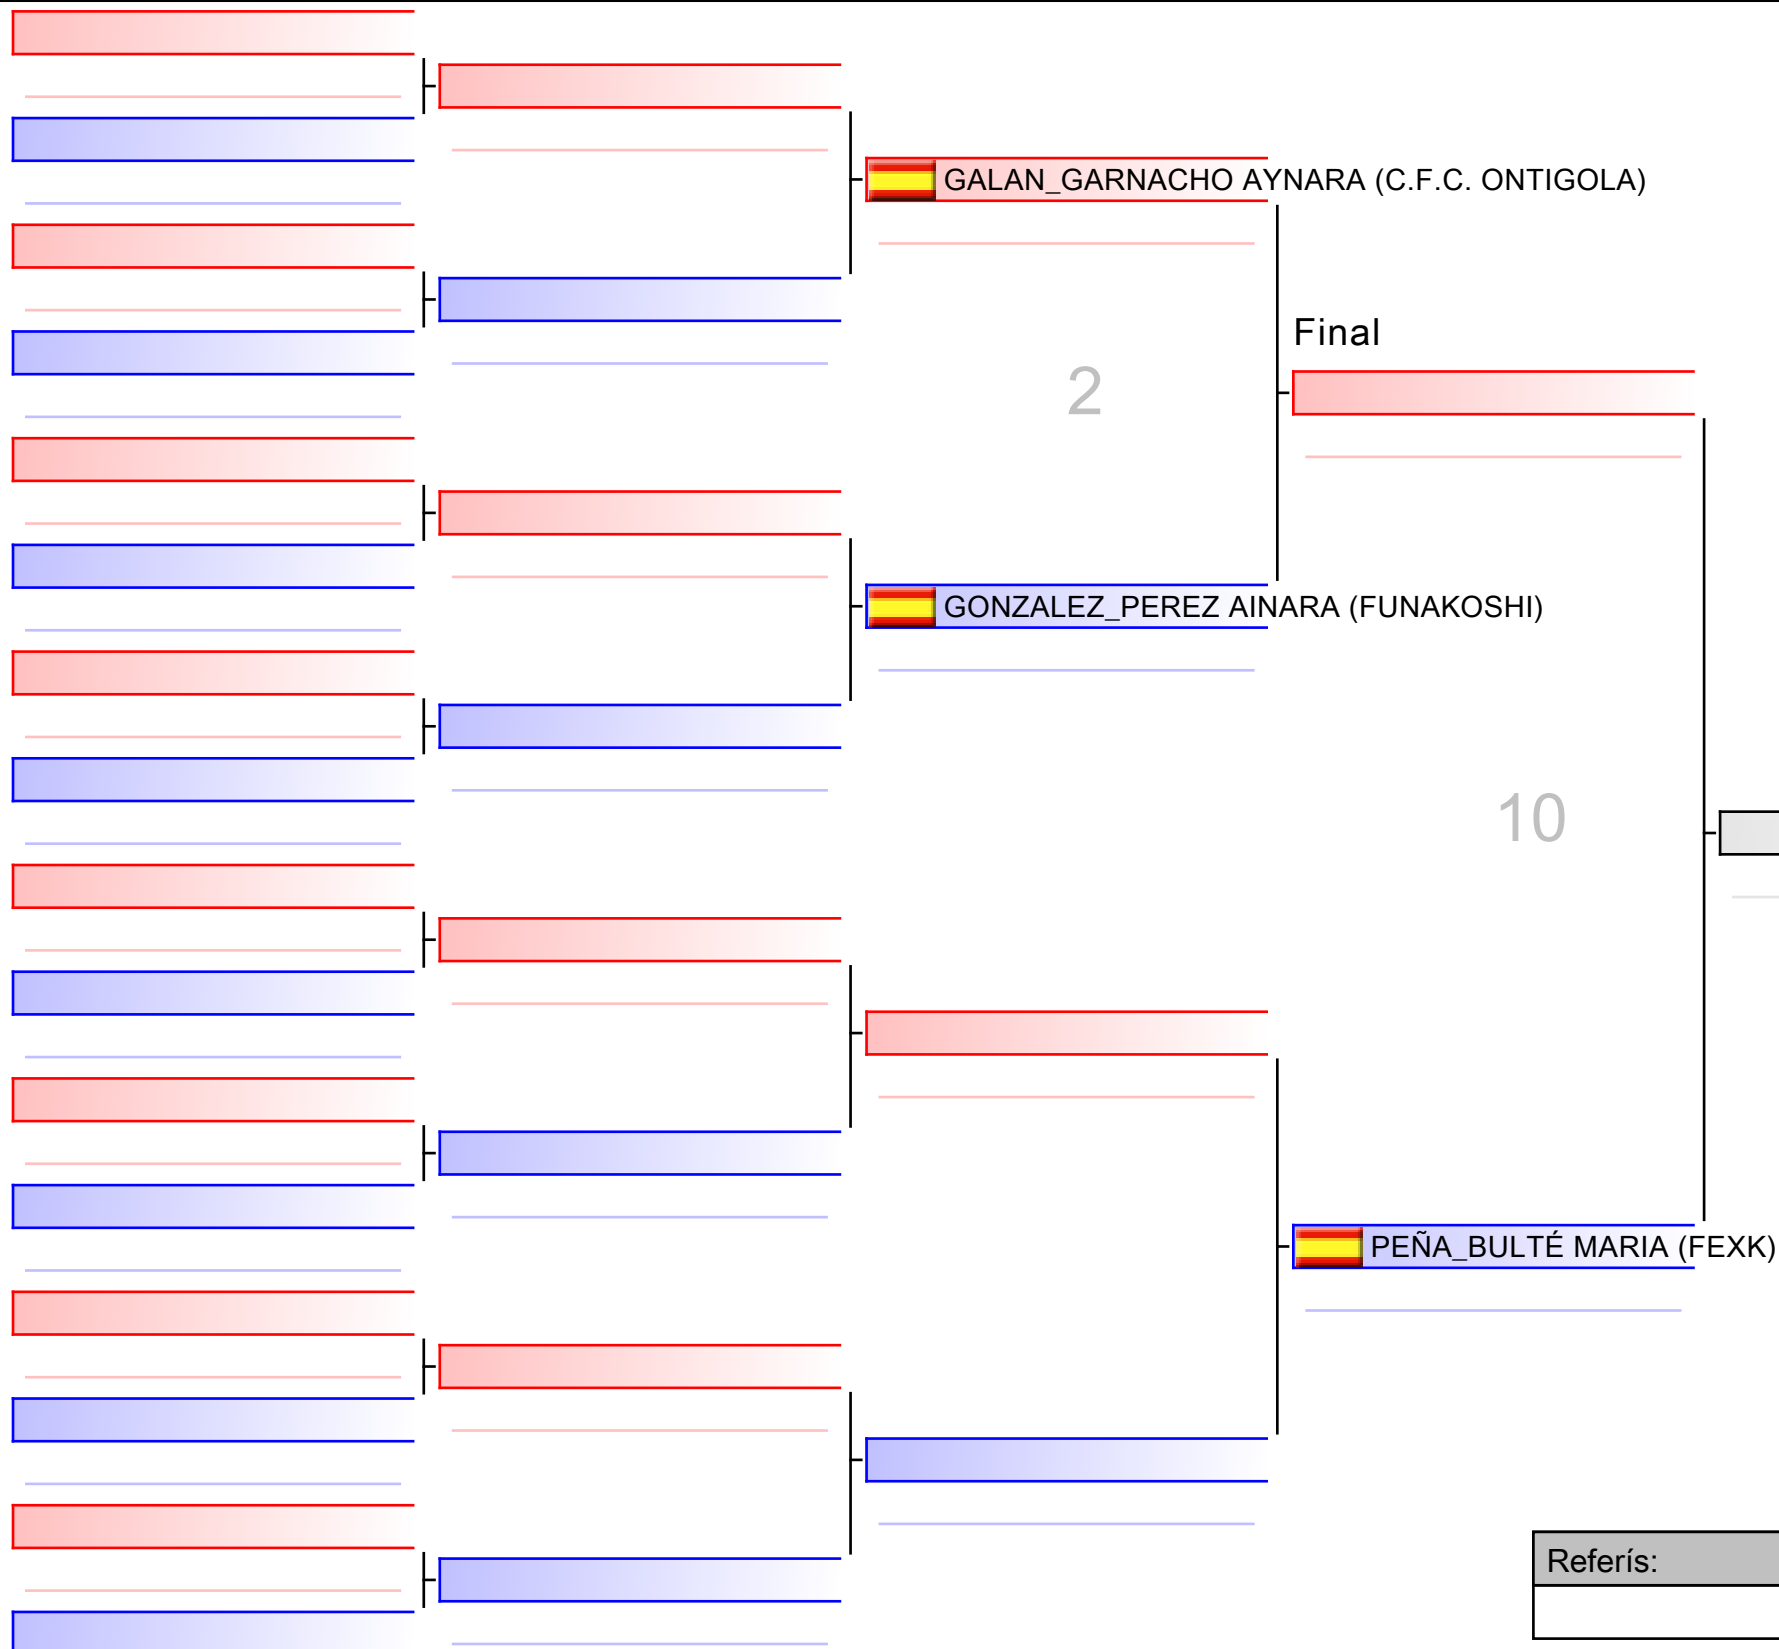 GALAN_GARNACHO AYNARA (C.F.C. ONTIGOLA)
Final
2
GONZALEZ_PEREZ AINARA (FUNAKOSHI)
10
PEÑA_BULTÉ MARIA (FEXK)
Referís: